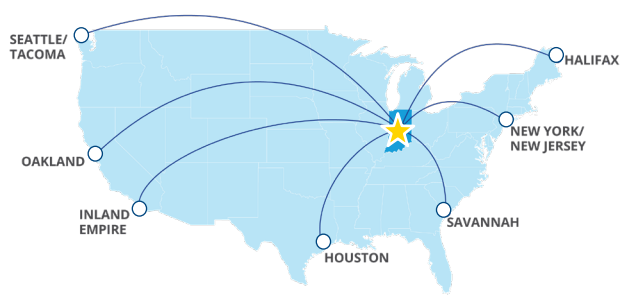 SEATTLE/
TACOMA
HALIFAX
NEW YORK/
NEW JERSEY
OAKLAND
INLAND
EMPIRE
SAVANNAH
HOUSTON